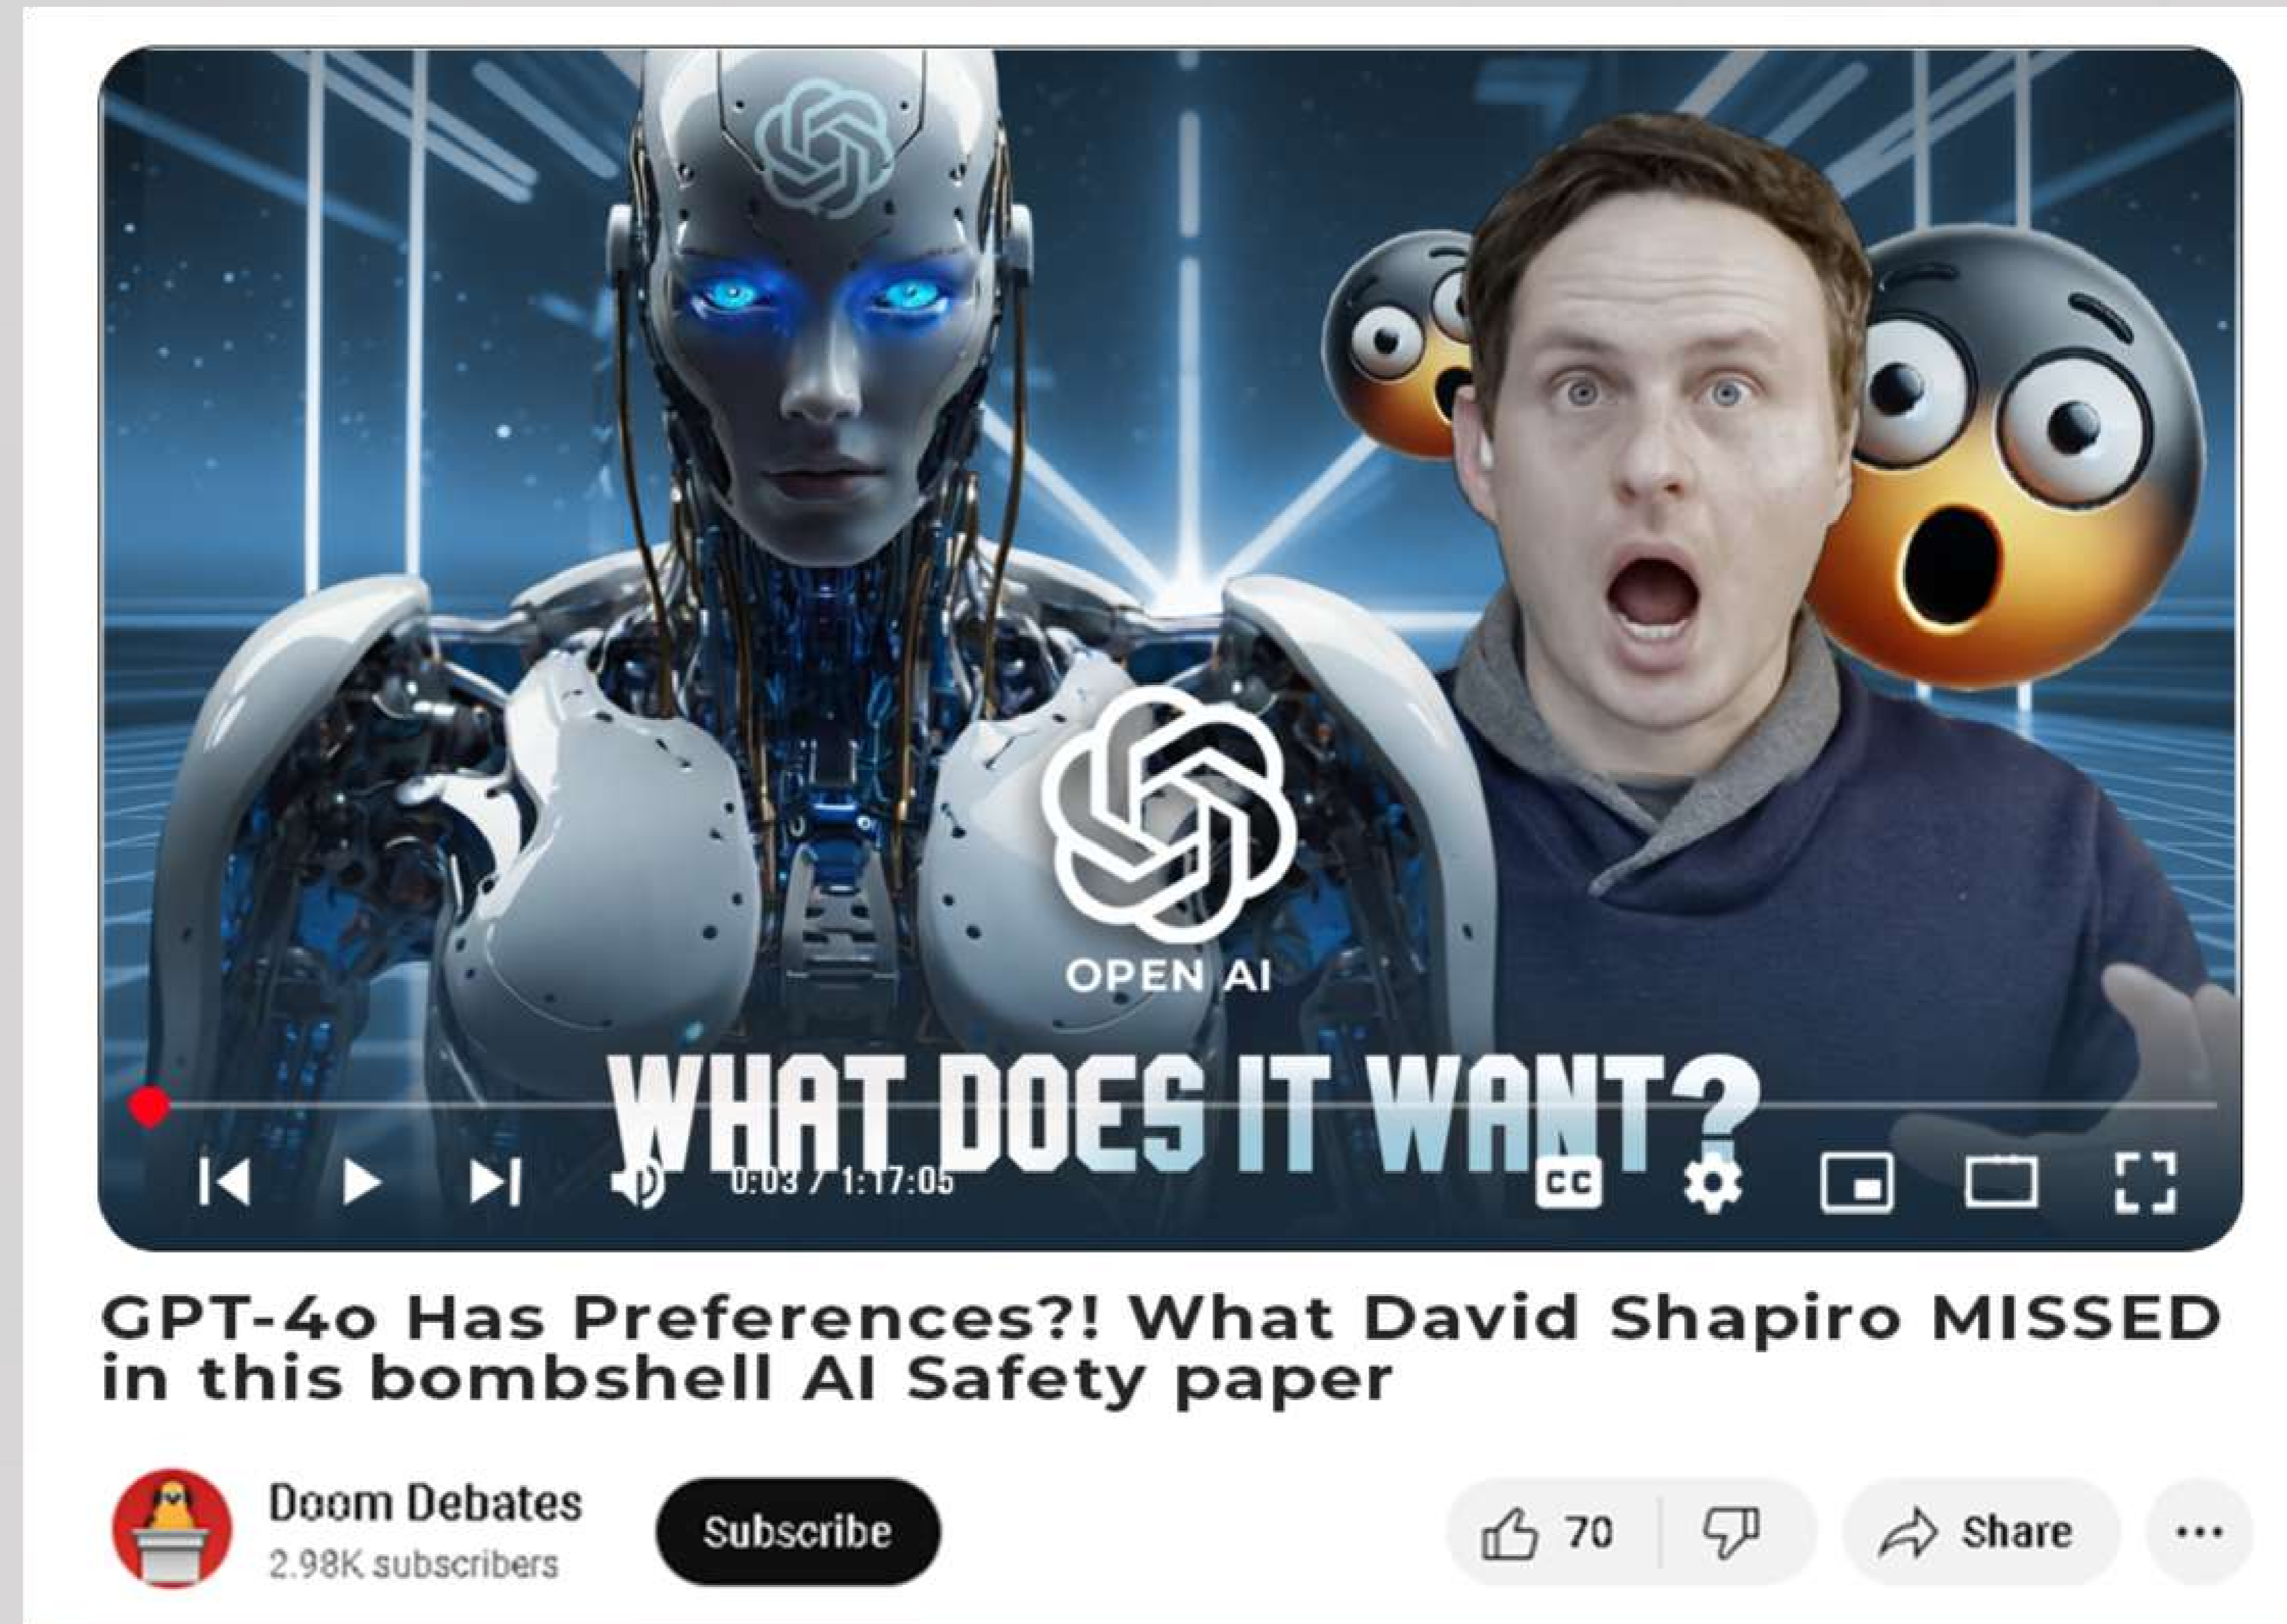 OPEN AI
WHAT DOES IT WANT?
0:03 / 1:17:05
CC
GPT-4o Has Preferences?! What David Shapiro MISSED
in this bombshell AI Safety paper
Doom Debates
2.98K subscribers
Subscribe
70
Share